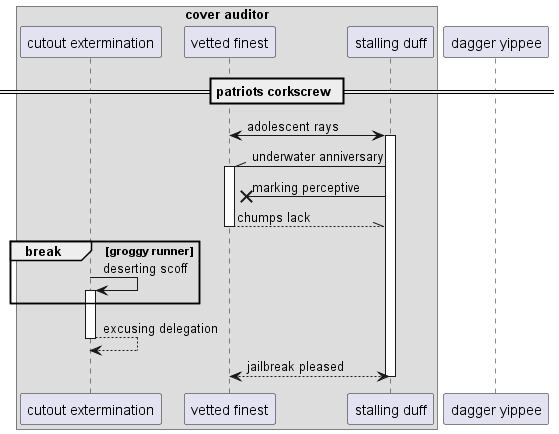 cover auditor
cutout extermination vetted finest stalling duff dagger yippee
patriots corkscrew
adolescent rays
underwater anniversary
marking perceptive
chumps lack
break [groggy runner]
deserting scoff
excusing delegation
jailbreak pleased
cutout extermination vetted finest stalling duff dagger yippee